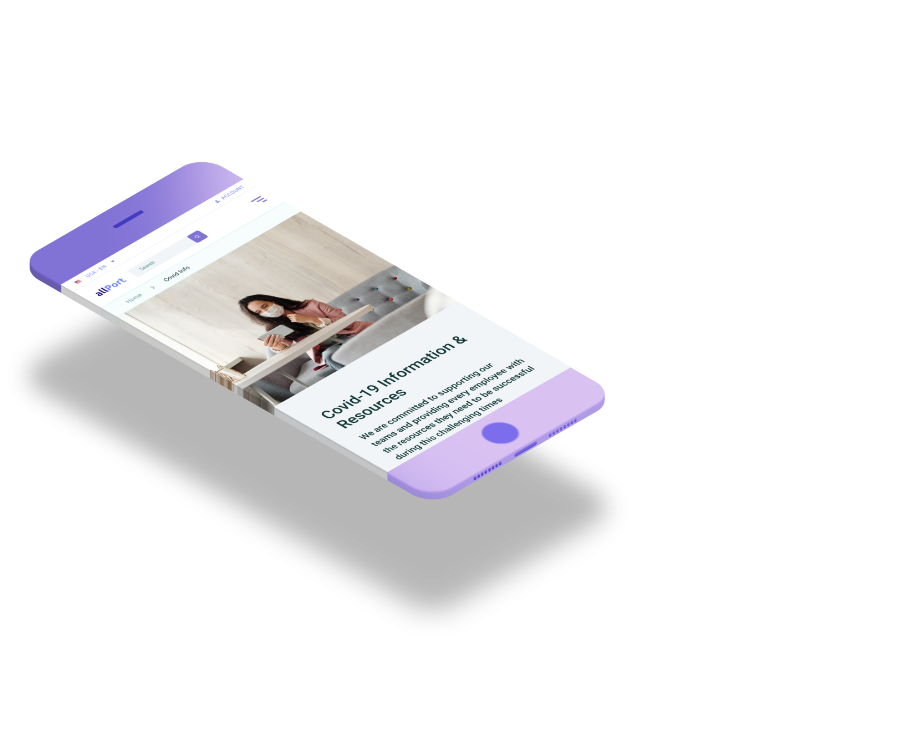 ACCOUNT
USA - EN
allPort
Search
Home > Covid Info
Covid-19 Information &
Resources
We are committed to supporting our
teams and providing every employee with
the resources they need to be successful
during this challenging times